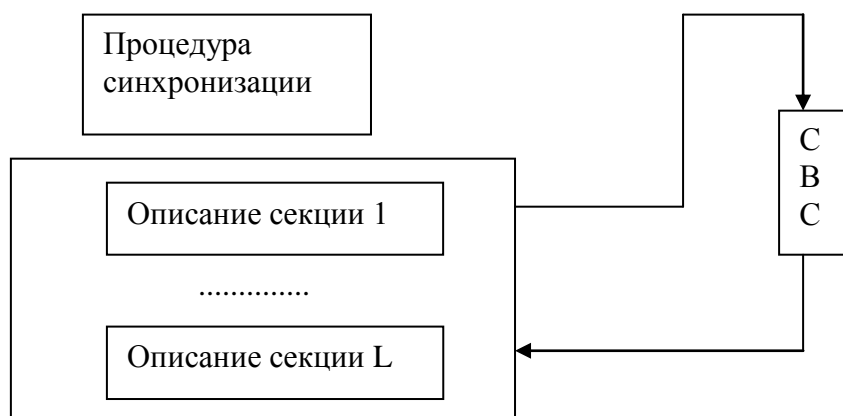 Процедура
синхронизации
С
В
С
Описание секции 1
..............
Описание секции L